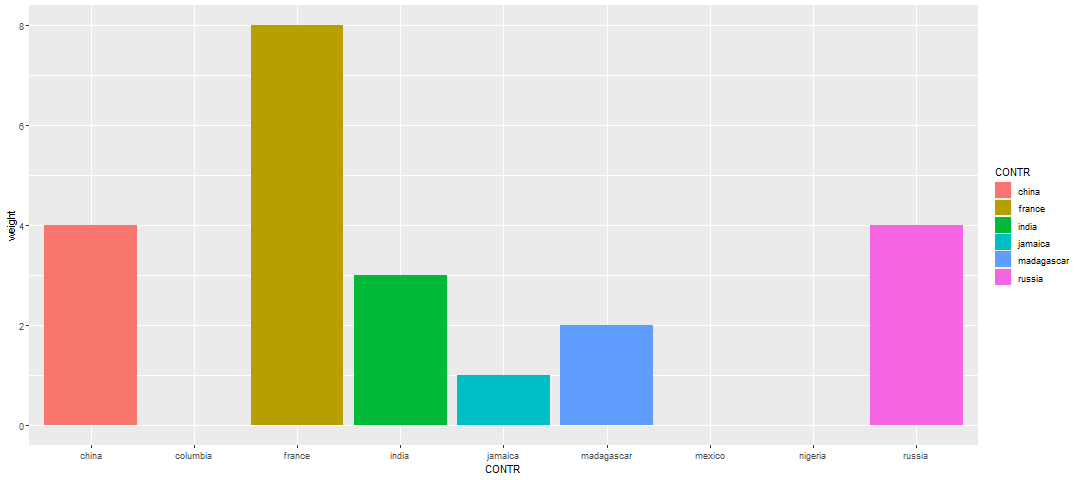 8
6
4
2
0
weight
china columbia france india jamaica madagascar mexico nigeria russia
CONTR
CONTR
china
france
india
jamaica
madagascar
russia